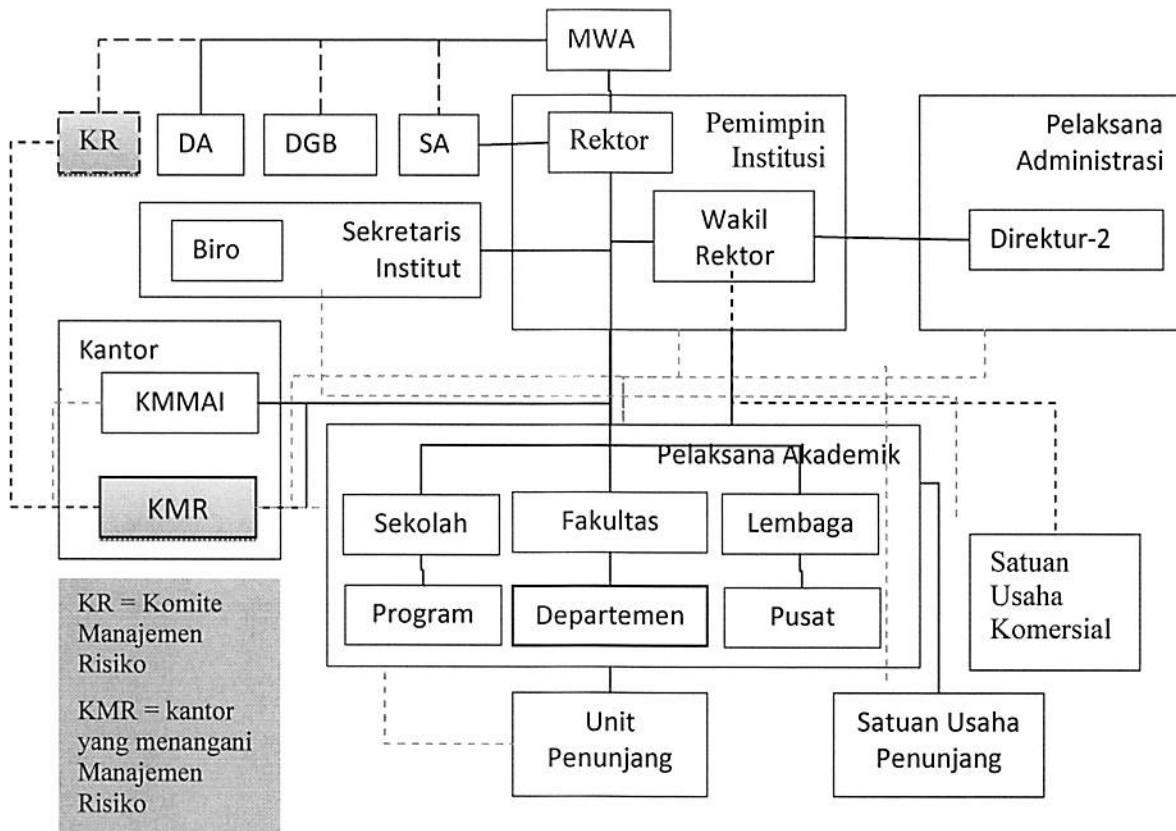 MWA
KR
DA
DGB
SA
Rektor
Pemimpin
Institusi
Pelaksana
Administrasi
Biro
Sekretaris
Institut
Wakil
Rektor
Direktur-2
Kantor
KMMAI
KMR
Pelaksana Akademik
Sekolah
Fakultas
Lembaga
Program
Departemen
Pusat
Satuan
Usaha
Komersial
Unit
Penunjang
Satuan Usaha
Penunjang
KR = Komite
Manajemen
Risiko
KMR = kantor
yang menangani
Manajemen
Risiko